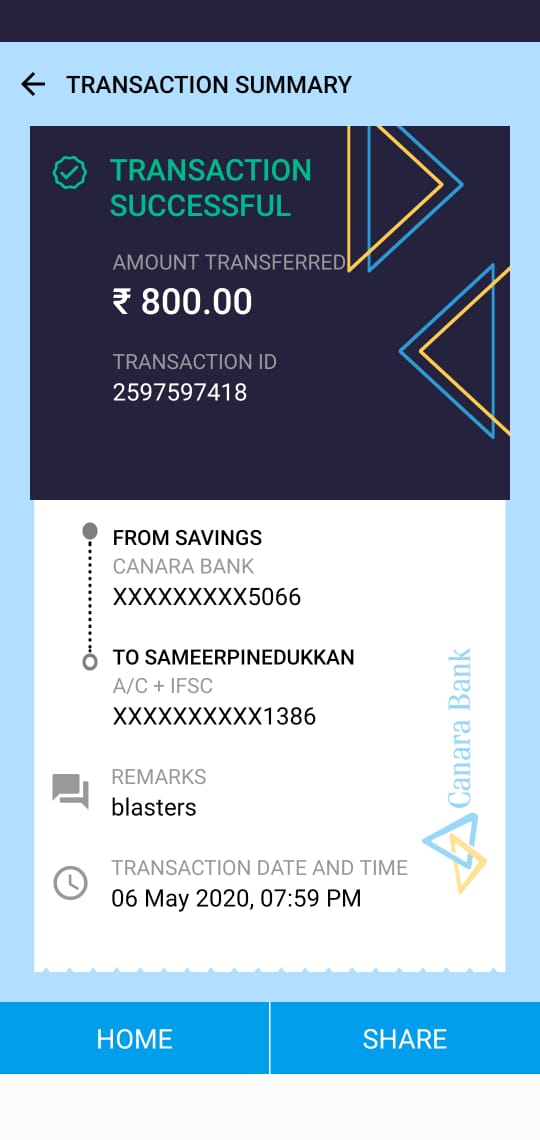 TRANSACTION SUMMARY
TRANSACTION
SUCCESSFUL
AMOUNT TRANSFERRED
₹ 800.00
TRANSACTION ID
2597597418
FROM SAVINGS
CANARA BANK
XXXXXXXXX5066
TO SAMEERPINEDUKKAN
A/C + IFSC
XXXXXXXXXX1386
REMARKS
blasters
TRANSACTION DATE AND TIME
06 May 2020, 07:59 PM
Canara Bank
HOME
SHARE